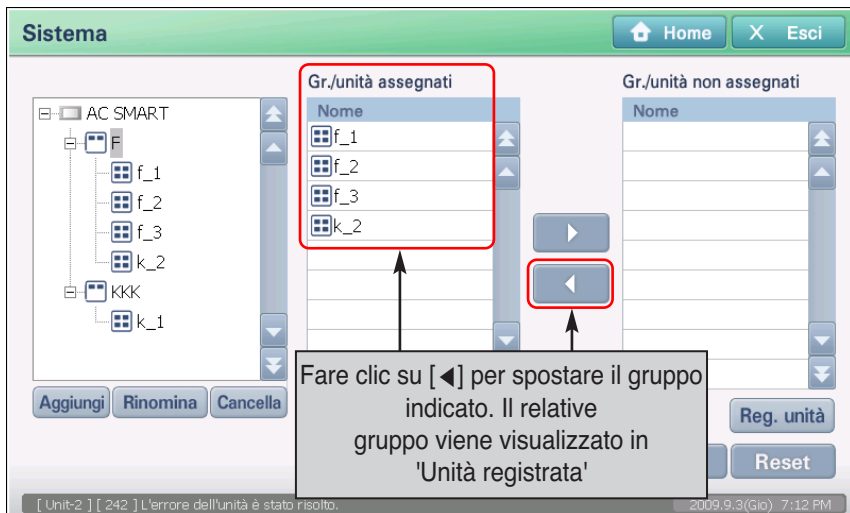 Sistema
Home
X Esci
Gr./unità assegnati
Gr./unità non assegnati
AC SMART
F
f_1
f_2
f_3
k_2
KKK
k_1
Nome
f_1
f_2
f_3
k_2
Nome
Aggiungi
Rinomina
Cancella
Fare clic su [◀] per spostare il gruppo
indicato. Il relative
gruppo viene visualizzato in
'Unità registrata'
Reg. unità
Reset
[ Unit-2 ] [ 242 ] L'errore dell'unità è stato risolto.
2009.9.3(Gio) 7:12 PM